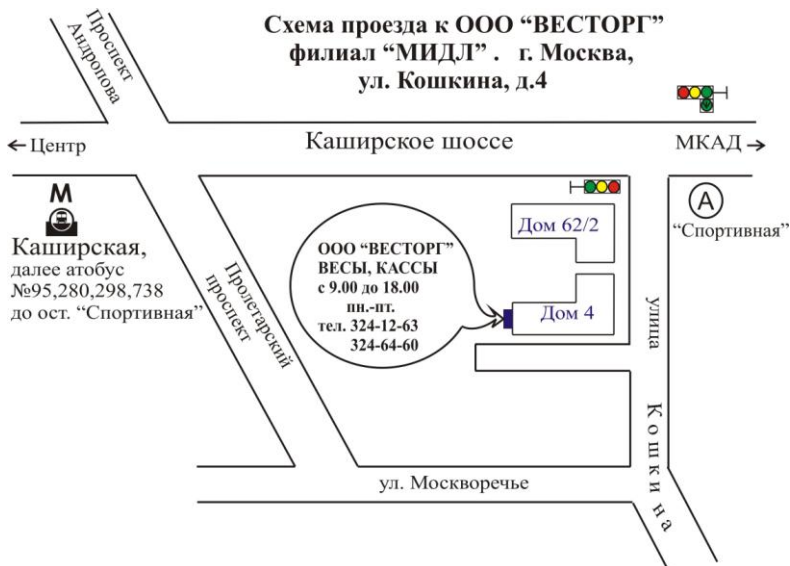 Схема проезда к ООО “ВЕСТОРГ”
филиал “МИДЛ” . г. Москва,
ул. Кошкина, д.4
Проспект
Андропова
← Центр
Каширское шоссе
МКАД →
М
Каширская,
далее атобус
№95,280,298,738
до ост. “Спортивная”
Пролетарский
проспект
ООО “ВЕСТОРГ”
ВЕСЫ, КАССЫ
с 9.00 до 18.00
пн.-пт.
тел. 324-12-63
324-64-60
Дом 62/2
Дом 4
А
“Спортивная”
улица
Кошкина
ул. Москворечье